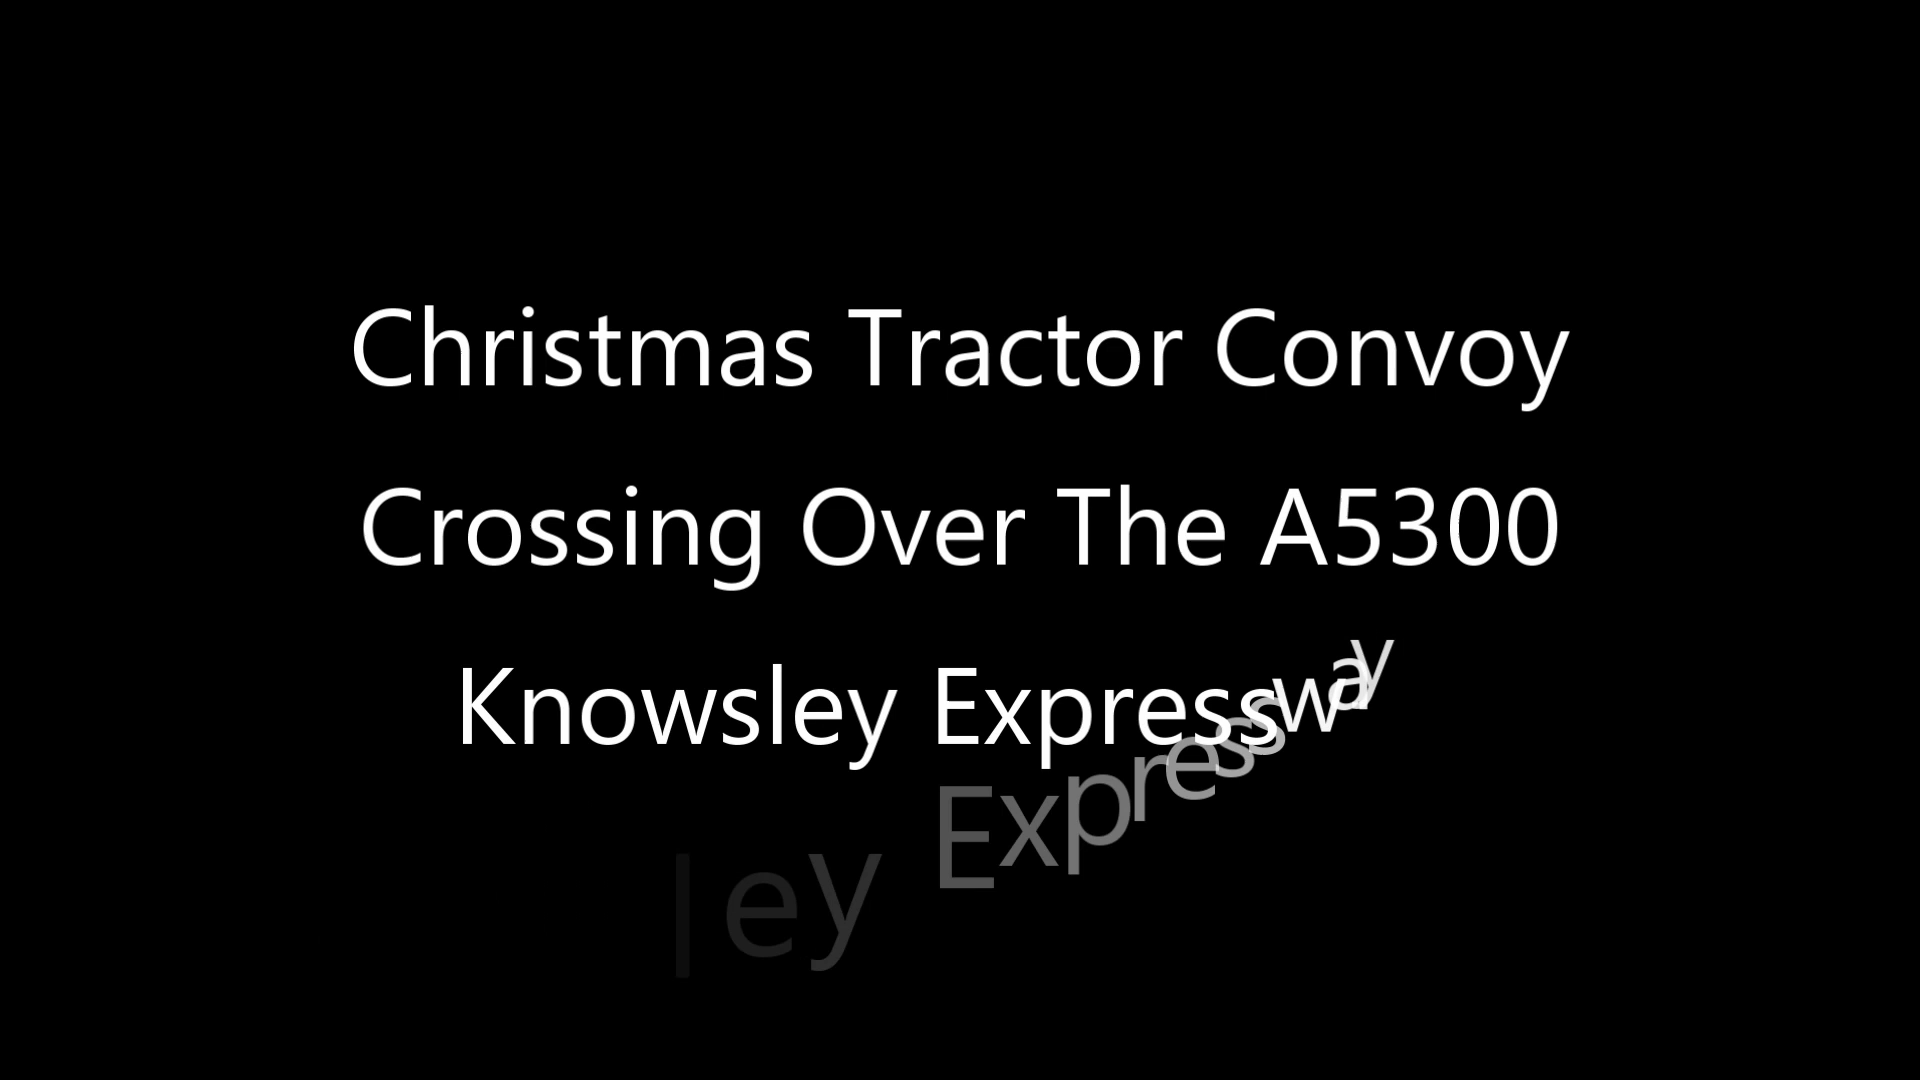 Christmas Tractor Convoy
Crossing Over The A5300
Knowsley Expressway
ley Expressway